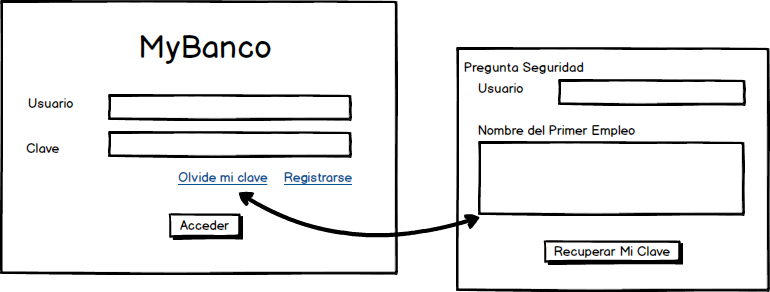 MyBanco
Usuario
Clave
Olvide mi clave Registrarse
Acceder
Pregunta Seguridad
Usuario
Nombre del Primer Empleo
Recuperar Mi Clave